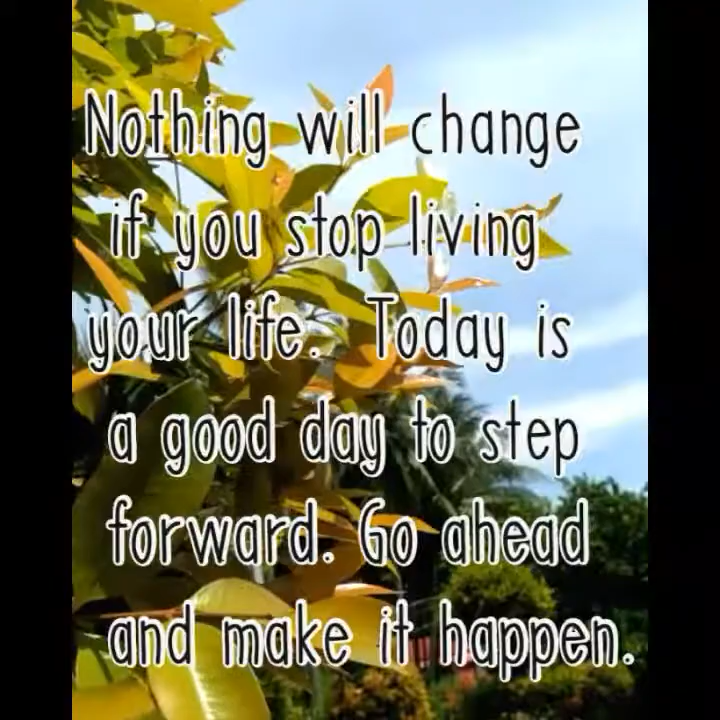 Nothing will change
if you stop living
your life. Today is
a good day to step
forward. Go ahead
and make it happen.